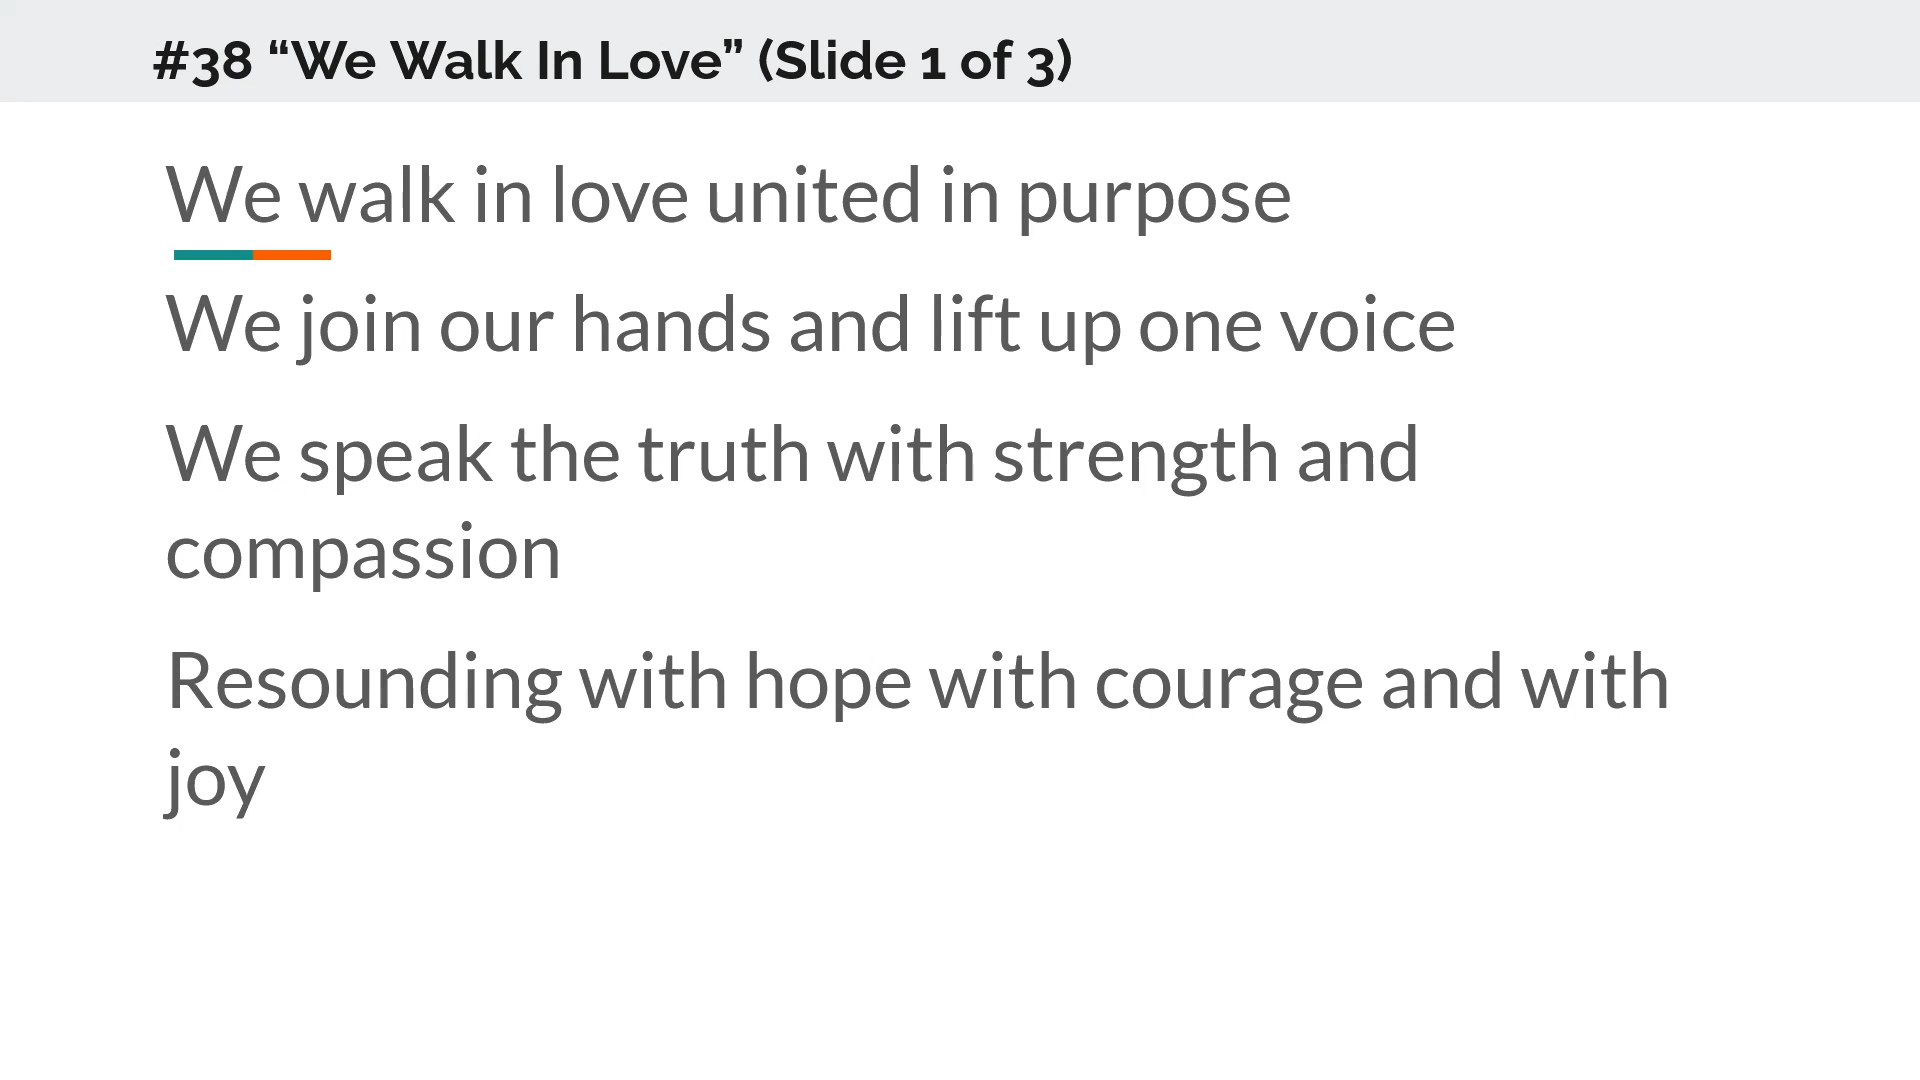 #38 “We Walk In Love” (Slide 1 of 3)
We walk in love united in purpose
We join our hands and lift up one voice
We speak the truth with strength and
compassion
Resounding with hope with courage and with
joy